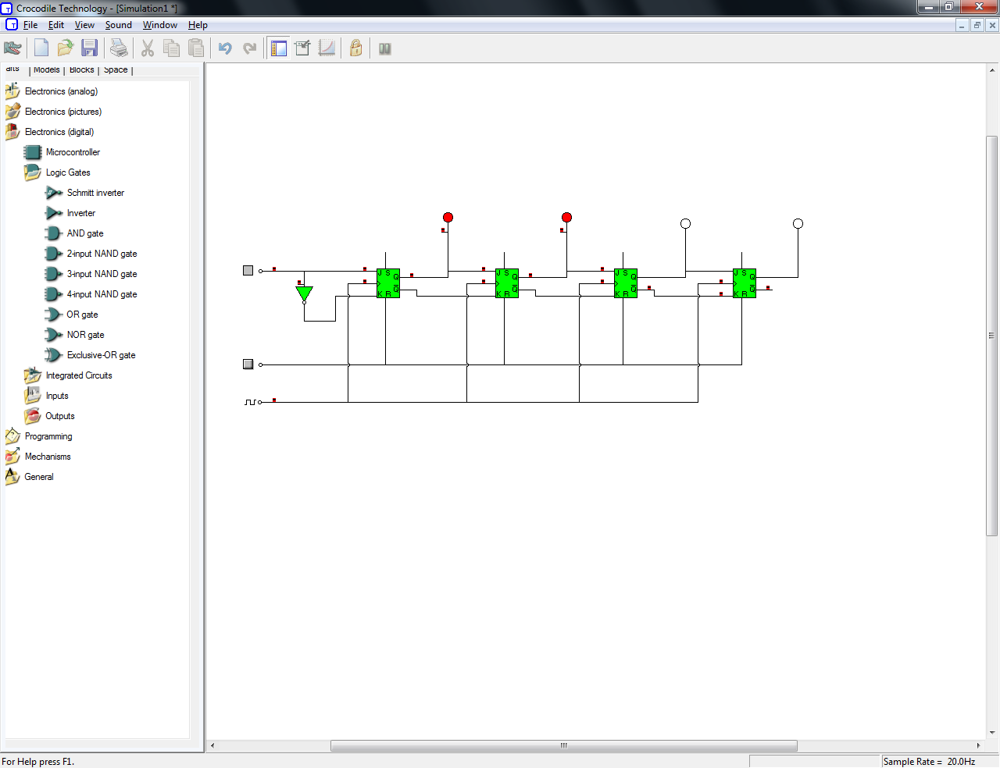 Crocodile Technology - [Simulation1 *]
File Edit View Sound Window Help
arts | Models | Blocks | Space |
Electronics (analog)
Electronics (pictures)
Electronics (digital)
Microcontroller
Logic Gates
Schmitt inverter
Inverter
AND gate
2-input NAND gate
3-input NAND gate
4-input NAND gate
OR gate
NOR gate
Exclusive-OR gate
Integrated Circuits
Inputs
Outputs
Programming
Mechanisms
General
J S Q J S Q J S Q J S Q
Q Q Q Q
K R K R K R K R
For Help press F1.
Sample Rate = 20.0Hz